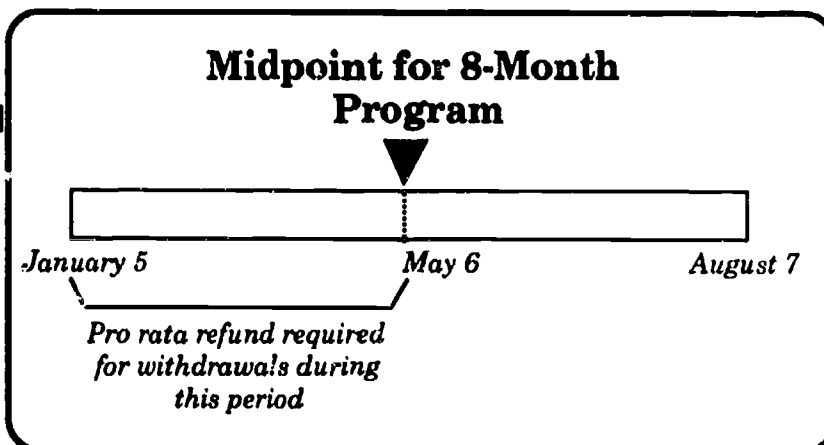 Midpoint for 8-Month
Program
January 5
May 6
August 7
Pro rata refund required
for withdrawals during
this period